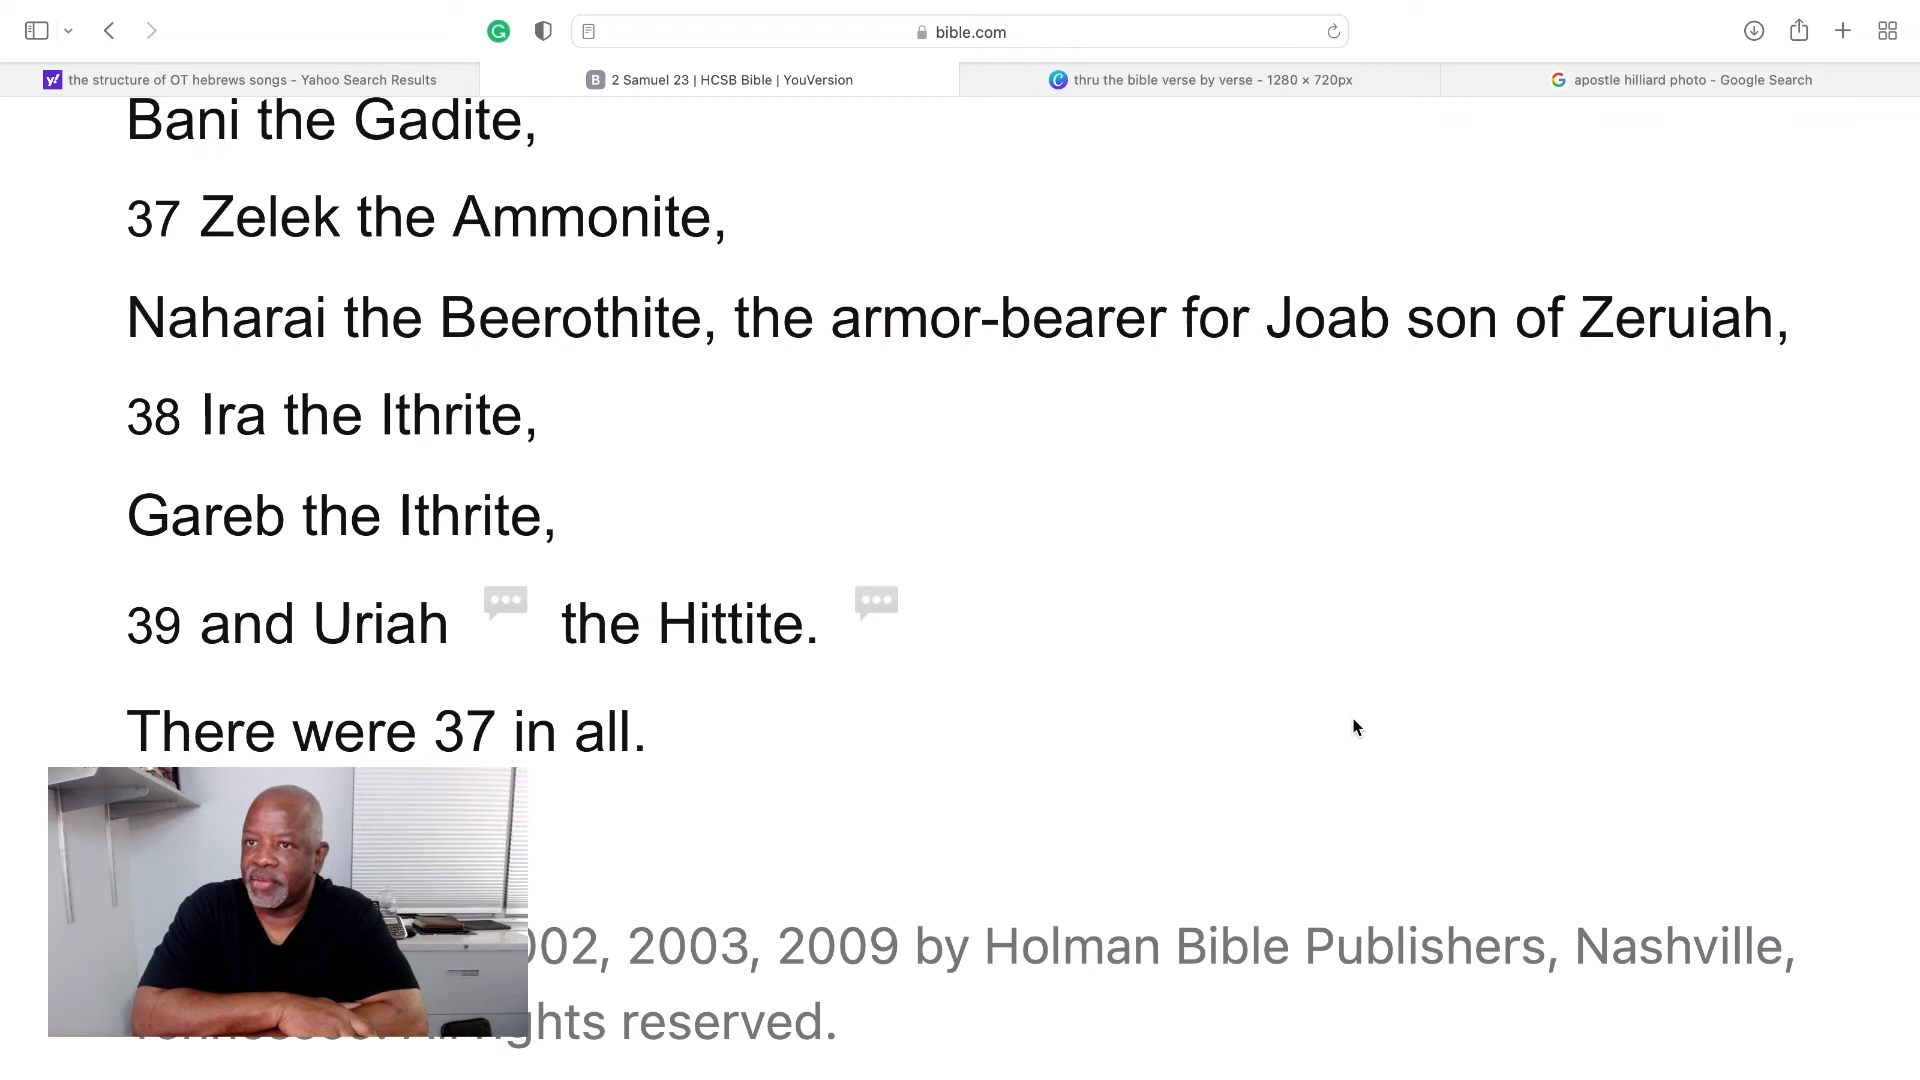 bible.com
the structure of OT hebrews songs - Yahoo Search Results
2 Samuel 23 | HCSB Bible | YouVersion
thru the bible verse by verse - 1280 × 720px
apostle hilliard photo - Google Search
Bani the Gadite,
37 Zelek the Ammonite,
Naharai the Beerothite, the armor-bearer for Joab son of Zeruiah,
38 Ira the Ithrite,
Gareb the Ithrite,
39 and Uriah the Hittite.
There were 37 in all.
2003, 2009 by Holman Bible Publishers, Nashville,
reserved.